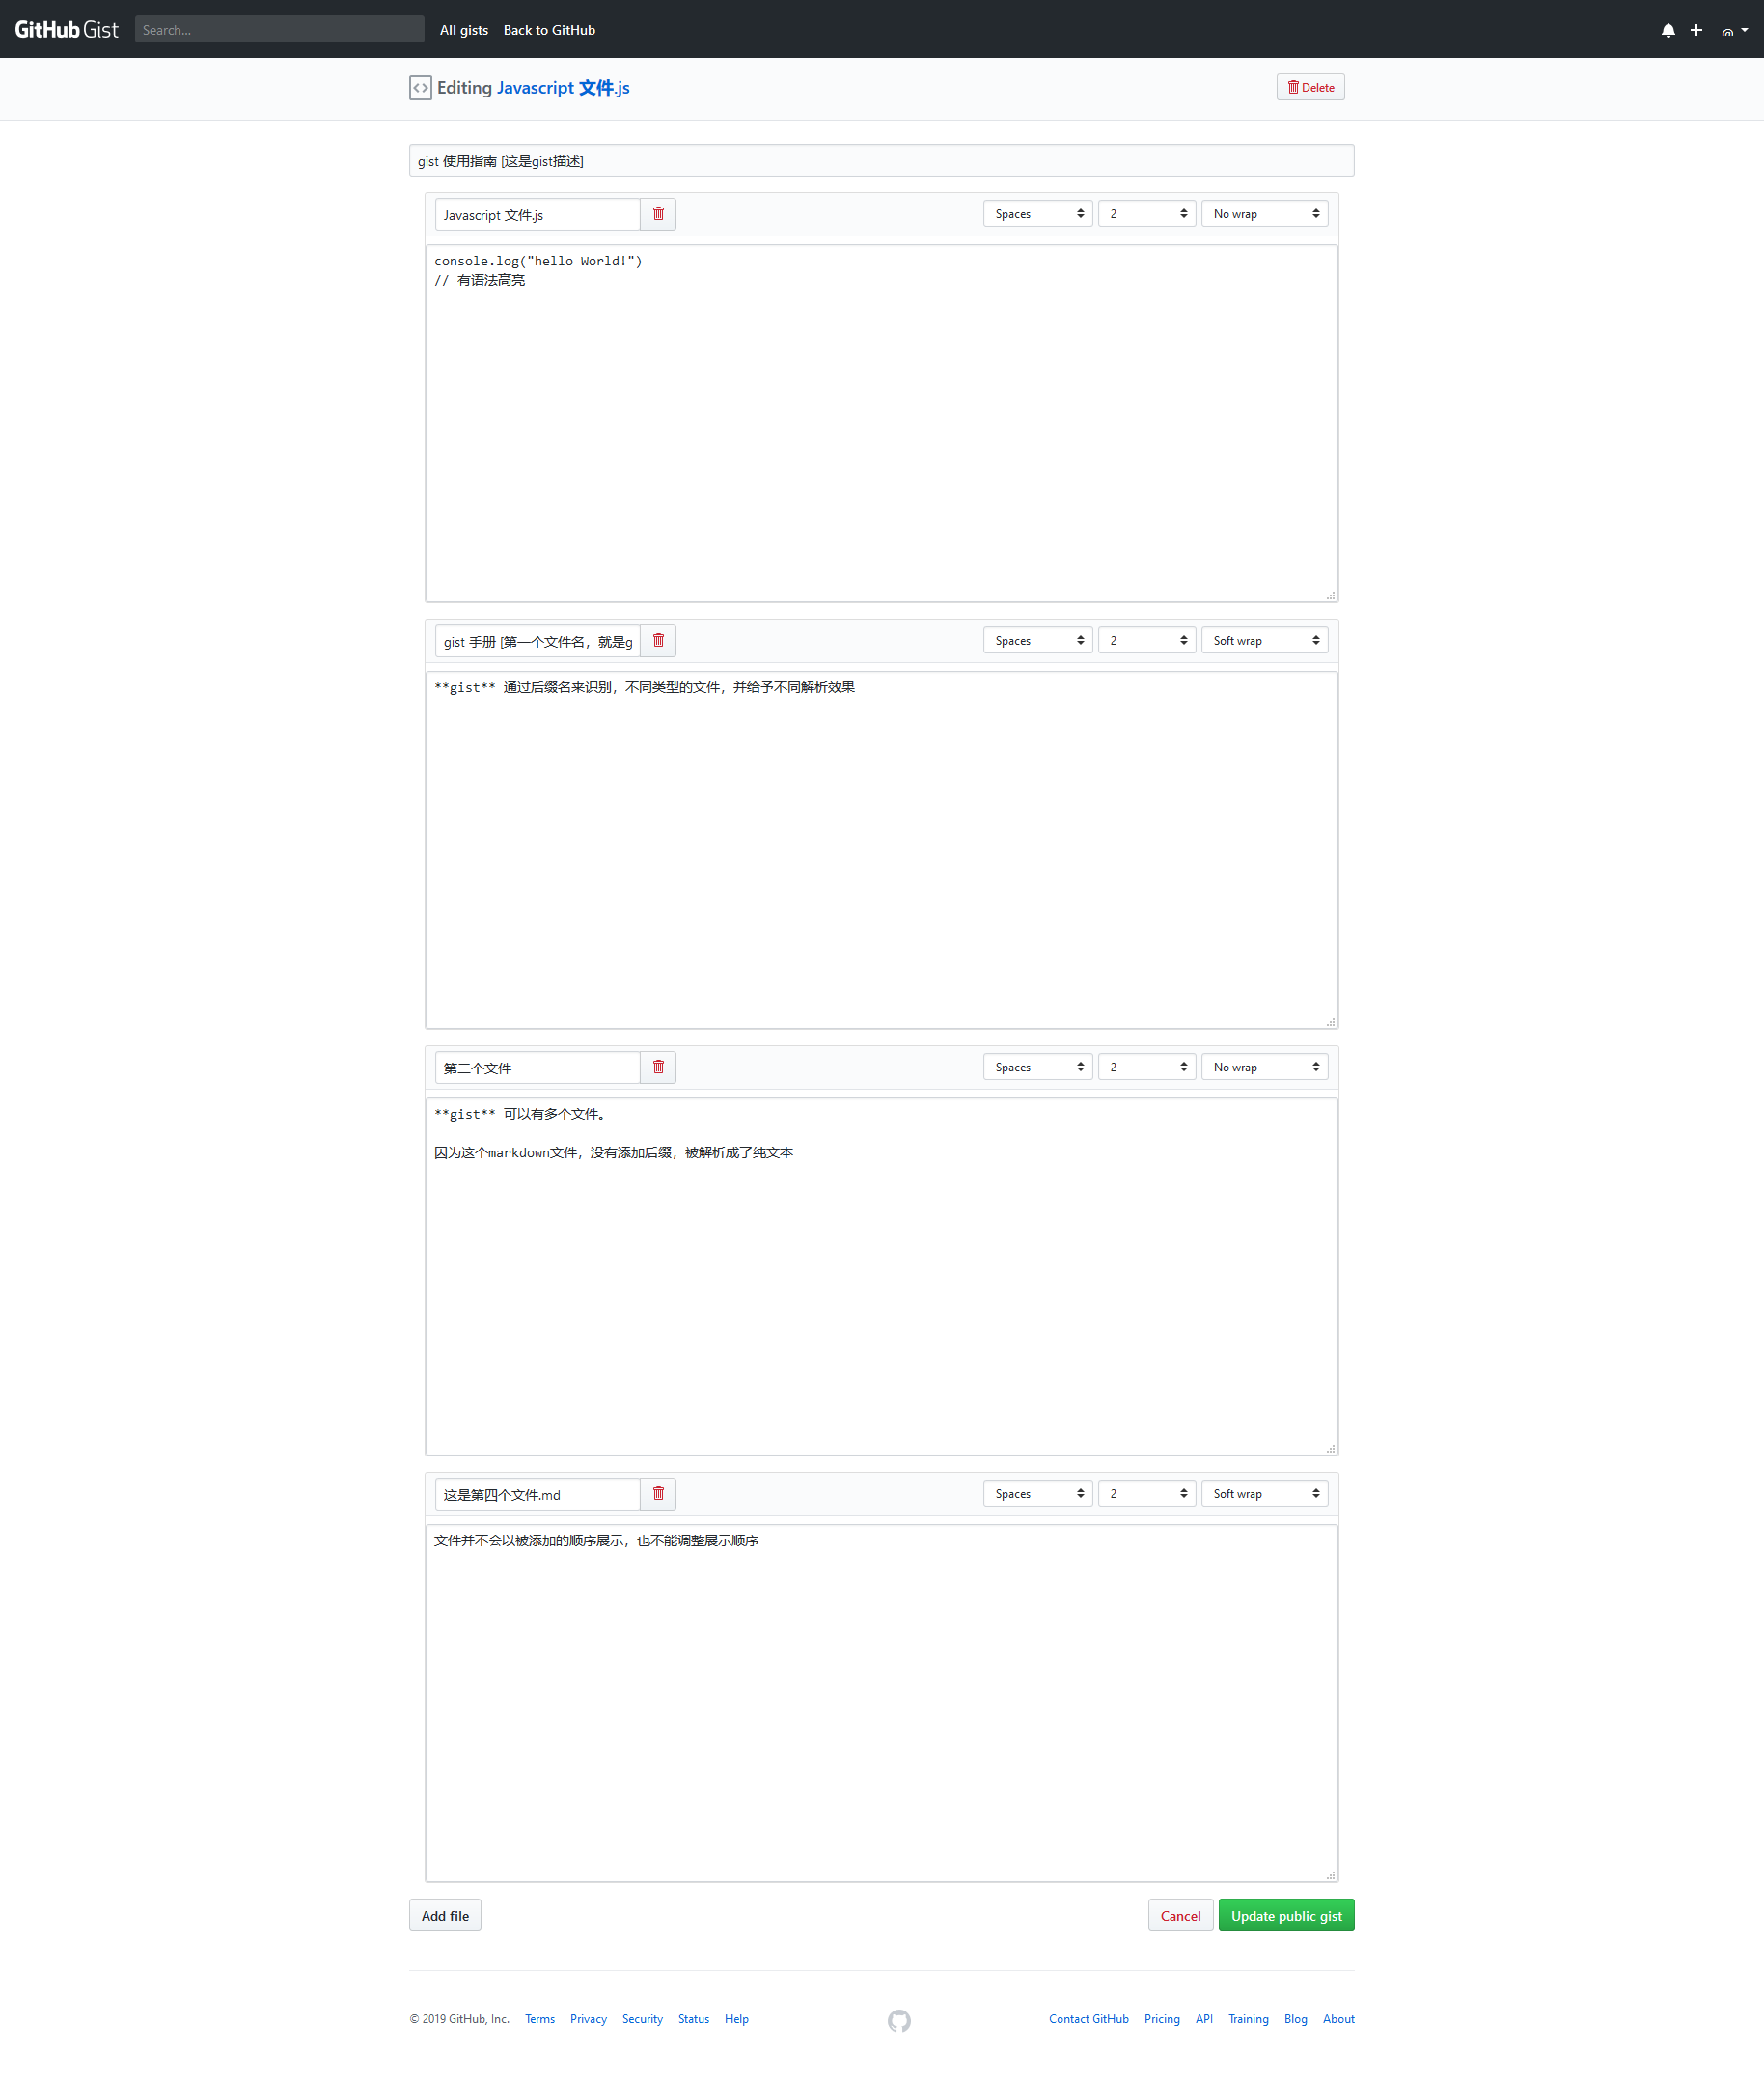 GitHub Gist Search... All gists Back to GitHub
Editing Javascript 文件.js Delete
gist 使用指南 [这是gist描述]
Javascript 文件.js Spaces 2 No wrap
console.log("hello World!")
// 有语法高亮
gist 手册 [第一个文件名，就是g Spaces 2 Soft wrap
**gist** 通过后缀名来识别，不同类型的文件，并给予不同解析效果
第二个文件 Spaces 2 No wrap
**gist** 可以有多个文件。
因为这个markdown文件，没有添加后缀，被解析成了纯文本
这是第四个文件.md Spaces 2 Soft wrap
文件并不会以被添加的顺序展示，也不能调整展示顺序
Add file Cancel Update public gist
© 2019 GitHub, Inc. Terms Privacy Security Status Help Contact GitHub Pricing API Training Blog About